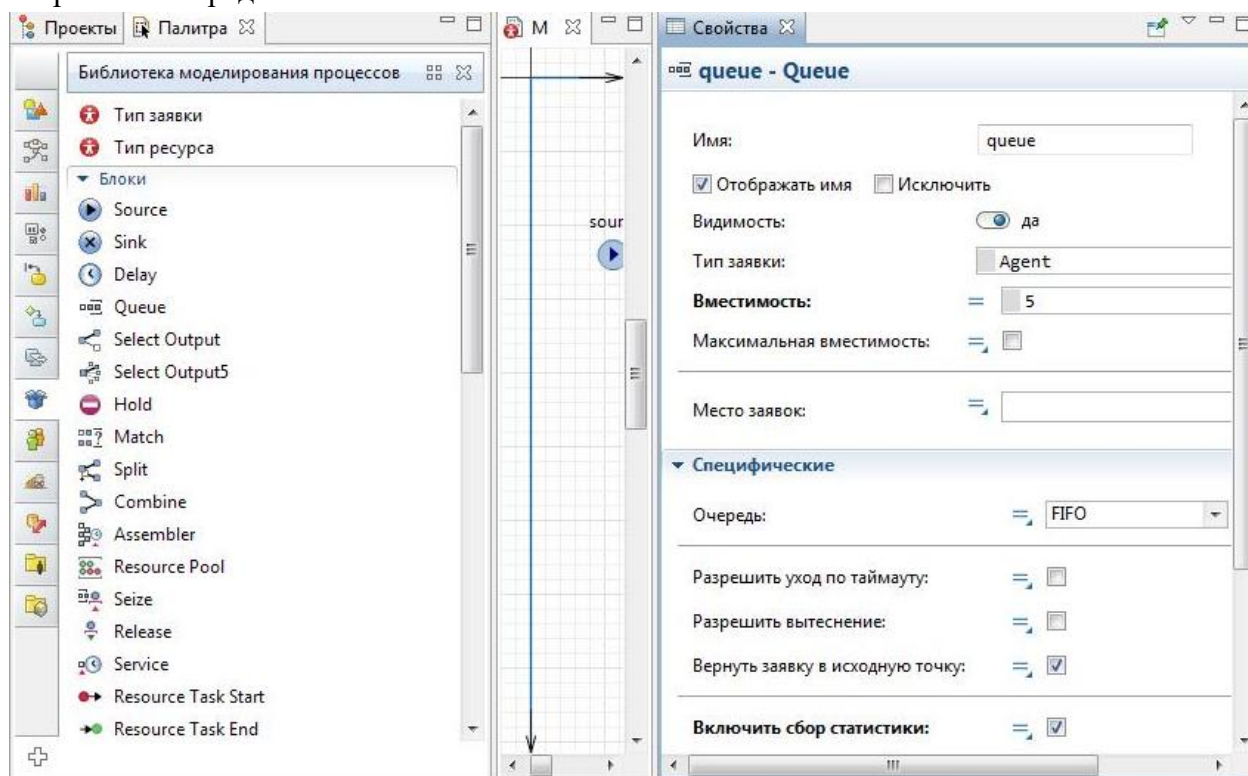 Проекты Палитра
Библиотека моделирования процессов
Тип заявки
Тип ресурса
Блоки
Source
Sink
Delay
Queue
Select Output
Select Output5
Hold
Match
Split
Combine
Assembler
Resource Pool
Seize
Release
Service
Resource Task Start
Resource Task End
M
sour
Свойства
queue - Queue
Имя: queue
Отображать имя Исключить
Видимость: да
Тип заявки: Agent
Вместимость: = 5
Максимальная вместимость: =
Место заявок: =
Специфические
Очередь: = FIFO
Разрешить уход по таймауту: =
Разрешить вытеснение: =
Вернуть заявку в исходную точку: =
Включить сбор статистики: =